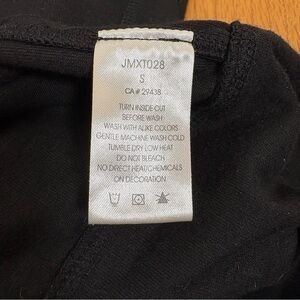 JMXT028
S
CA# 29438
TURN INSIDE OUT
BEFORE WASH
WASH WITH ALIKE COLORS
GENTLE MACHINE WASH COLD
TUMBLE DRY LOW HEAT
DO NOT BLEACH
NO DIRECT HEAT/CHEMICALS
ON DECORATION